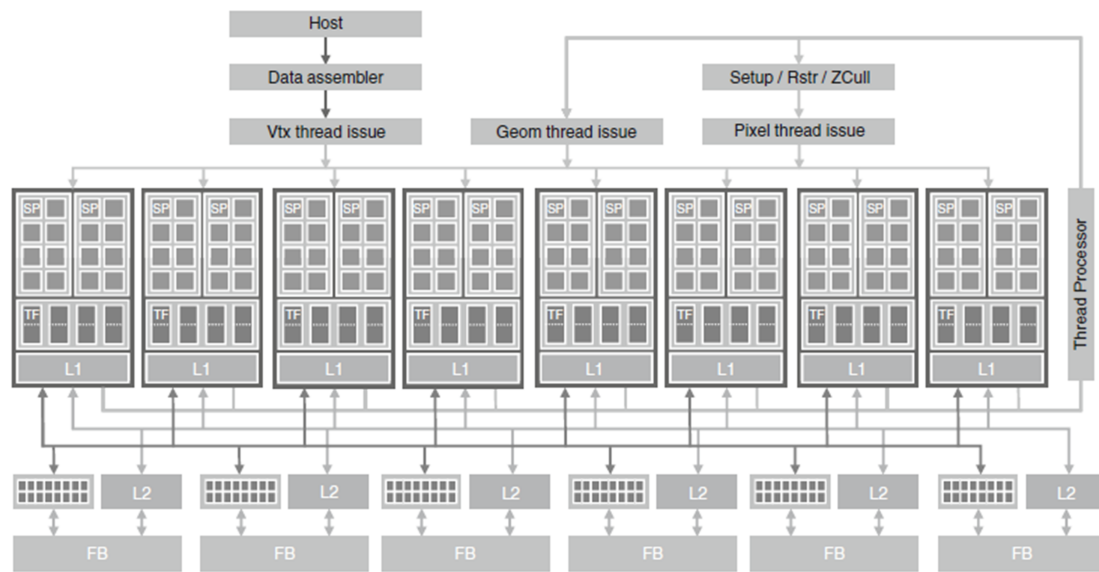 Host
Data assembler
Setup / Rstr / ZCull
Vtx thread issue
Geom thread issue
Pixel thread issue
SP SP SP SP SP SP SP SP SP SP SP SP SP SP SP SP
TF TF TF TF TF TF TF TF
L1 L1 L1 L1 L1 L1 L1 L1
Thread Processor
L2 L2 L2 L2 L2 L2
FB FB FB FB FB FB